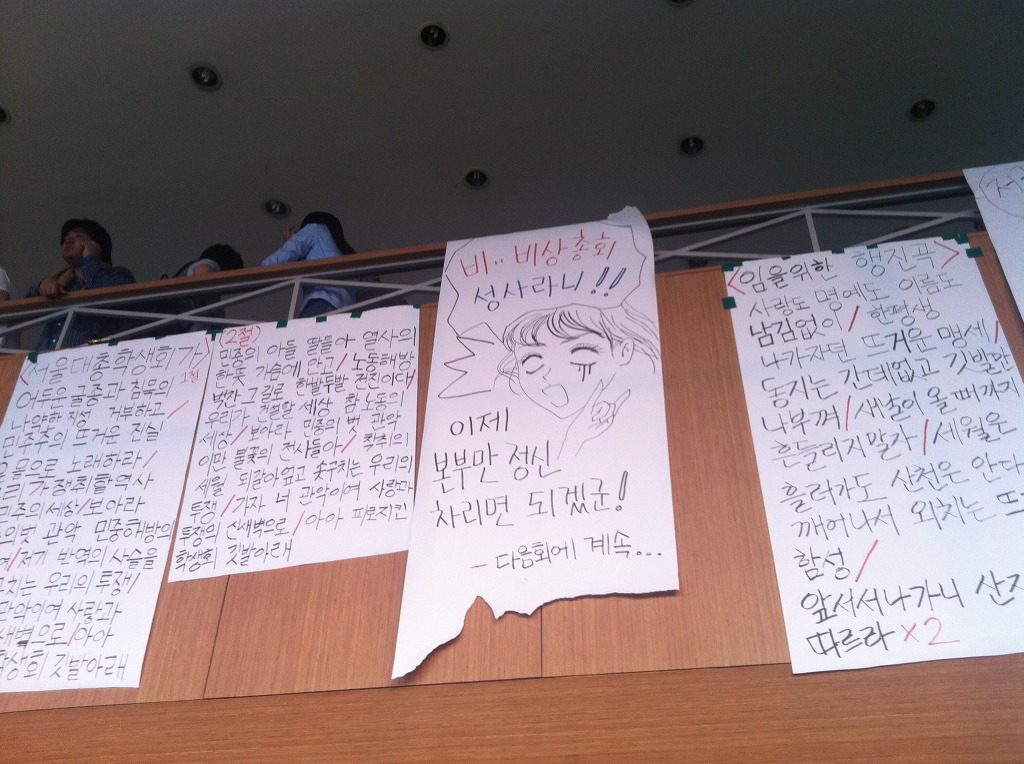 <서울대총학생회가>
1절
어두운 굴종과 침묵의
나약한 지성 거부하고/
민주주의 뜨거운 진실
온몸으로 노래하라/
우리가 쟁취할 역사
민주의 세상/보아라
의 벗 관악 민중해방의
저기 반역의 사슬을
우리의 투쟁/
관악이여 사랑과
새벽으로/아아
학생회 깃발아래
(2절)
민중의 아들 딸들아 열사의
한뜻 가슴에 안고/노동해방
벅찬 그길로 한발두발 전진이다
우리가 건설할 세상 참노동의
세상/보아라 민중의 벗 관악
이만 불꽃의 전사들아/착취의
세월 되갈아엎고 솟구치는 우리의
투쟁/가자 너 관악이여 사랑과
투쟁의 산새벽으로/아아 피로지킨
학생회 깃발아래
비‥비상총회
성사라니!!
이제
본부만 정신
차리면 되겠군!
- 다음회에 계속...
<임을위한 행진곡>
사랑도 명예도 이름도
남김없이/한평생
나가자던 뜨거운 맹세/
동지는 간데없고 깃발만
나부껴/새날이 올때까지
흔들리지말자/세월은
흘러가도 산천은 안다
깨어나서 외치는 뜨
함성/
앞서서나가니 산자
따르라 x2
서